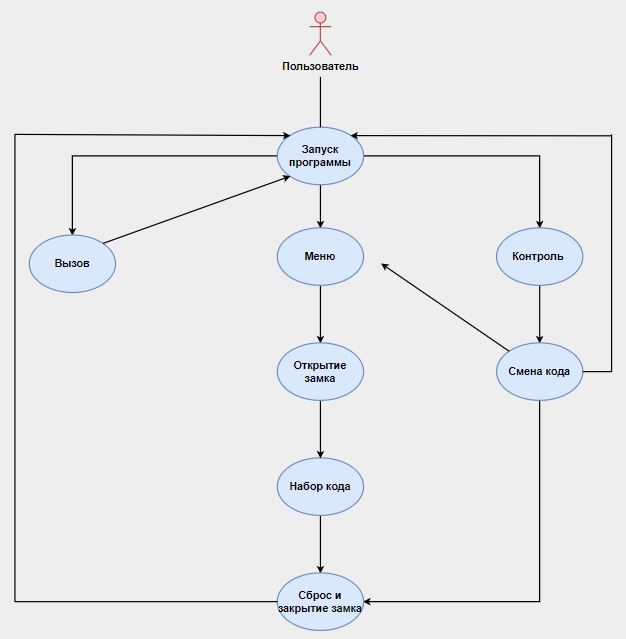 Пользователь
Запуск
программы
Вызов
Меню
Контроль
Открытие
замка
Смена кода
Набор кода
Сброс и
закрытие замка